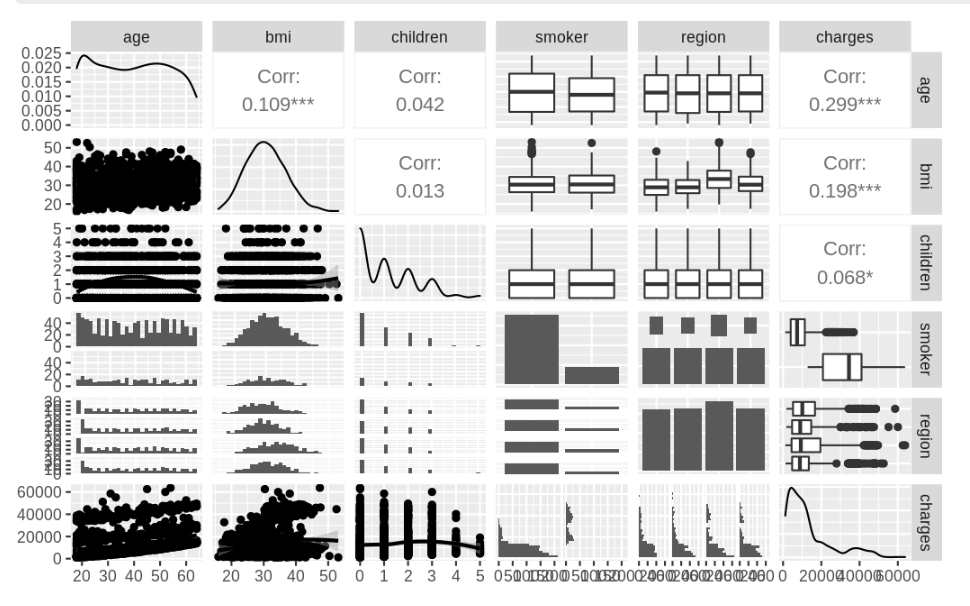 age bmi children smoker region charges
0.025
0.020
0.015
0.010
0.005
0.000
Corr:
0.109***
Corr:
0.042
Corr:
0.299***
age
50
40
30
20
Corr:
0.013
Corr:
0.198***
bmi
5
4
3
2
1
0
Corr:
0.068*
children
40
20
0
40
20
0
smoker
region
60000
40000
20000
0
charges
20 30 40 50 60
20 30 40 50
0 1 2 3 4 5
0 20000 40000 60000